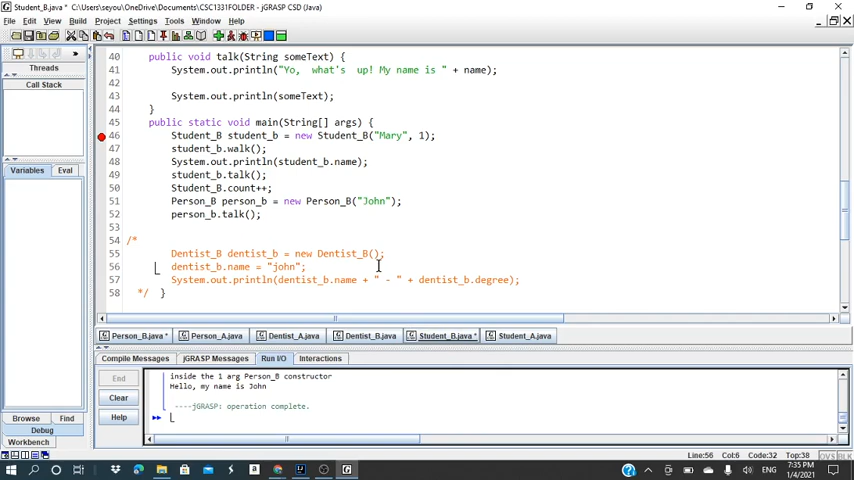 Student_B.java *  C:\Users\seyou\OneDrive\Documents\CSC1331FOLDER - jGRASP CSD (Java)
File Edit View Build Project Settings Tools Window Help
Threads
Call Stack
Variables Eval
Browse Find
Debug
Workbench
40 public void talk(String someText) {
41 System.out.println("Yo,  what's  up! My name is " + name);
42
43 System.out.println(someText);
44 }
45 public static void main(String[] args) {
46 Student_B student_b = new Student_B("Mary", 1);
47 student_b.walk();
48 System.out.println(student_b.name);
49 student_b.talk();
50 Student_B.count++;
51 Person_B person_b = new Person_B("John");
52 person_b.talk();
53
54 /*
55 Dentist_B dentist_b = new Dentist_B();
56 dentist_b.name = "john";
57 System.out.println(dentist_b.name + " - " + dentist_b.degree);
58 */  }
Person_B.java * Person_A.java Dentist_A.java Dentist_B.java Student_B.java * Student_A.java
Compile Messages jGRASP Messages Run I/O Interactions
End
Clear
Help
inside the 1 arg Person_B constructor
Hello, my name is John
----jGRASP: operation complete.
Line:56 Col:6 Code:32 Top:38 OVS BLK
ENG
7:35 PM
1/4/2021